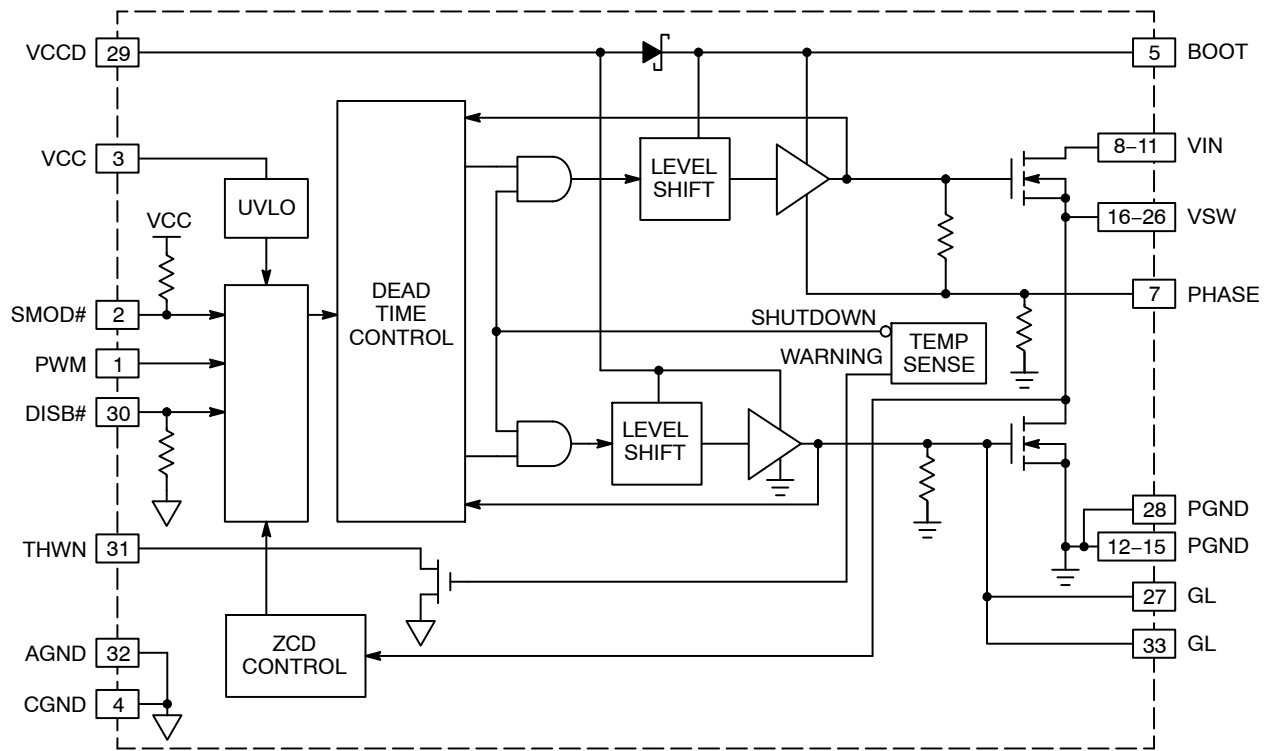 VCCD 29
5 BOOT
VCC 3
8–11 VIN
LEVEL
SHIFT
UVLO
VCC
16–26 VSW
DEAD
TIME
CONTROL
7 PHASE
SMOD# 2
SHUTDOWN
TEMP
SENSE
WARNING
PWM 1
DISB# 30
LEVEL
SHIFT
28 PGND
THWN 31
12–15 PGND
27 GL
ZCD
CONTROL
33 GL
AGND 32
CGND 4